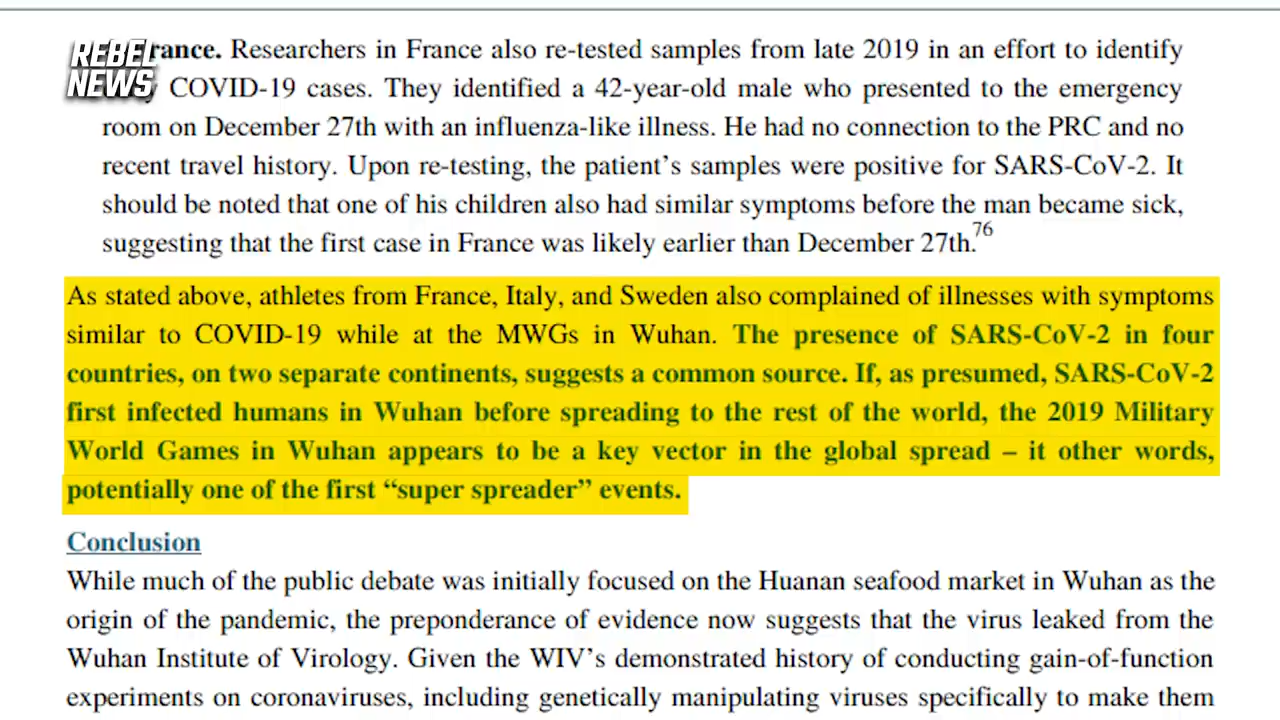 REBEL
NEWS
rance. Researchers in France also re-tested samples from late 2019 in an effort to identify
y COVID-19 cases. They identified a 42-year-old male who presented to the emergency
room on December 27th with an influenza-like illness. He had no connection to the PRC and no
recent travel history. Upon re-testing, the patient’s samples were positive for SARS-CoV-2. It
should be noted that one of his children also had similar symptoms before the man became sick,
suggesting that the first case in France was likely earlier than December 27th.76
As stated above, athletes from France, Italy, and Sweden also complained of illnesses with symptoms
similar to COVID-19 while at the MWGs in Wuhan. The presence of SARS-CoV-2 in four
countries, on two separate continents, suggests a common source. If, as presumed, SARS-CoV-2
first infected humans in Wuhan before spreading to the rest of the world, the 2019 Military
World Games in Wuhan appears to be a key vector in the global spread – it other words,
potentially one of the first “super spreader” events.
Conclusion
While much of the public debate was initially focused on the Huanan seafood market in Wuhan as the
origin of the pandemic, the preponderance of evidence now suggests that the virus leaked from the
Wuhan Institute of Virology. Given the WIV’s demonstrated history of conducting gain-of-function
experiments on coronaviruses, including genetically manipulating viruses specifically to make them